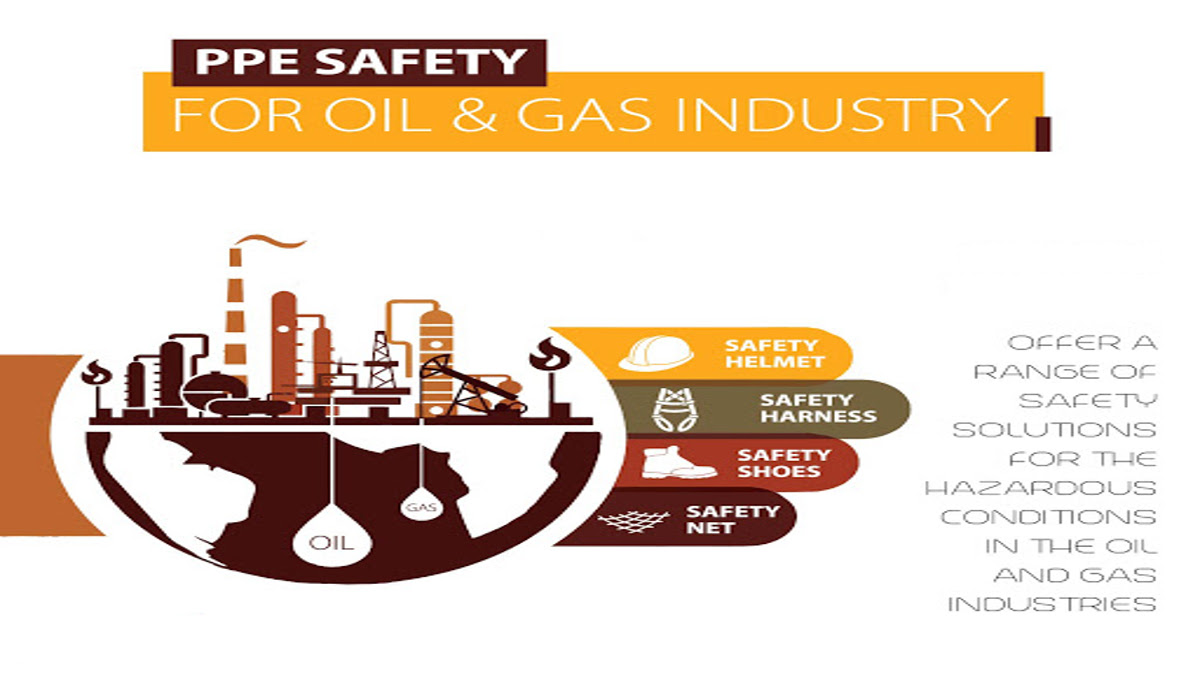 PPE SAFETY
FOR OIL & GAS INDUSTRY
SAFETY
HELMET
SAFETY
HARNESS
SAFETY
SHOES
SAFETY
NET
OIL
GAS
OFFER A
RANGE OF
SAFETY
SOLUTIONS
FOR THE
HAZARDOUS
CONDITIONS
IN THE OIL
AND GAS
INDUSTRIES